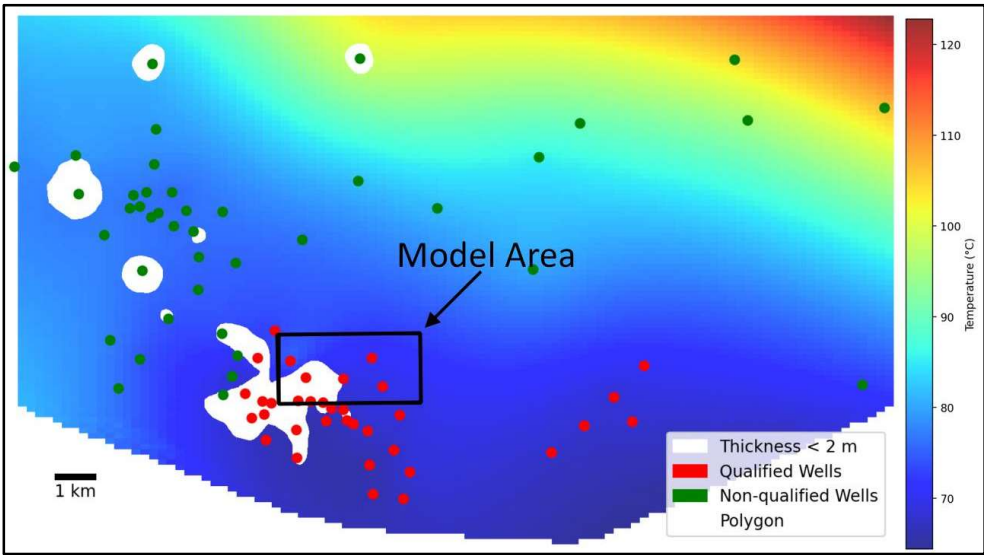 120
110
100
90
80
70
Temperature (°C)
Model Area
1 km
Thickness < 2 m
Qualified Wells
Non-qualified Wells
Polygon